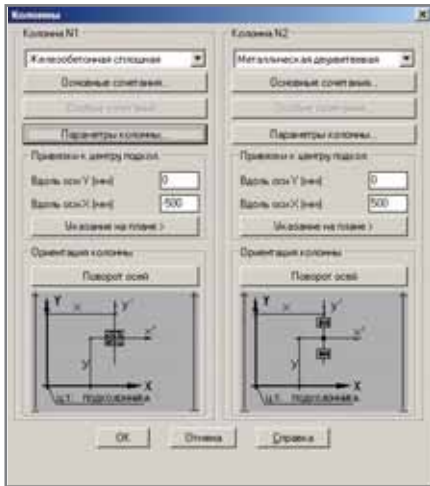 Колонны
Колонна N1
Железобетонная сплошная
Основные сочетания...
Особые сочетания...
Параметры колонны...
Привязки к центру подкол.
Вдоль оси Y (мм) 0
Вдоль оси X (мм) -500
Указание на плане >
Ориентация колонны
Поворот осей
Y x y'
x'
y
X
Ц.Т. ПОДКОЛОННИКА
Колонна N2
Металлическая двухветвевая
Основные сочетания...
Особые сочетания...
Параметры колонны...
Привязки к центру подкол.
Вдоль оси Y (мм) 0
Вдоль оси X (мм) 500
Указание на плане >
Ориентация колонны
Поворот осей
Y x y'
x'
y
X
Ц.Т. ПОДКОЛОННИКА
OK Отмена Справка